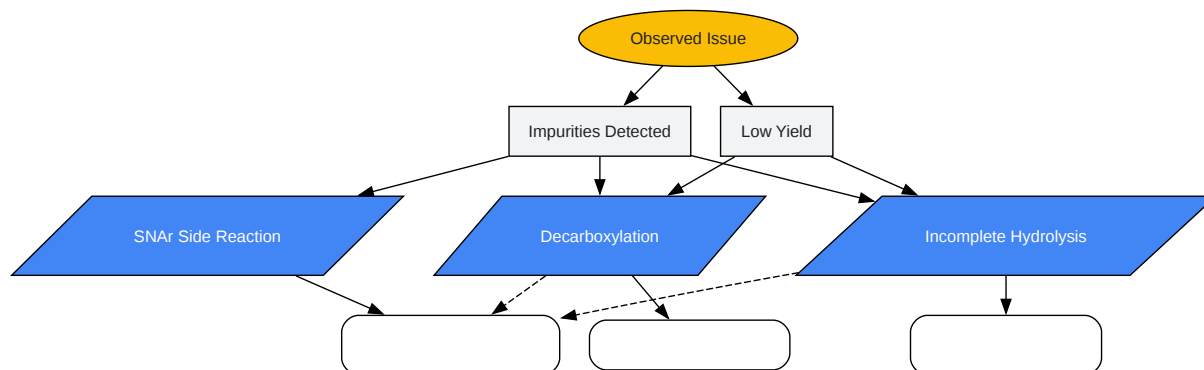 Observed Issue
Impurities Detected
Low Yield
SNAr Side Reaction
Decarboxylation
Incomplete Hydrolysis